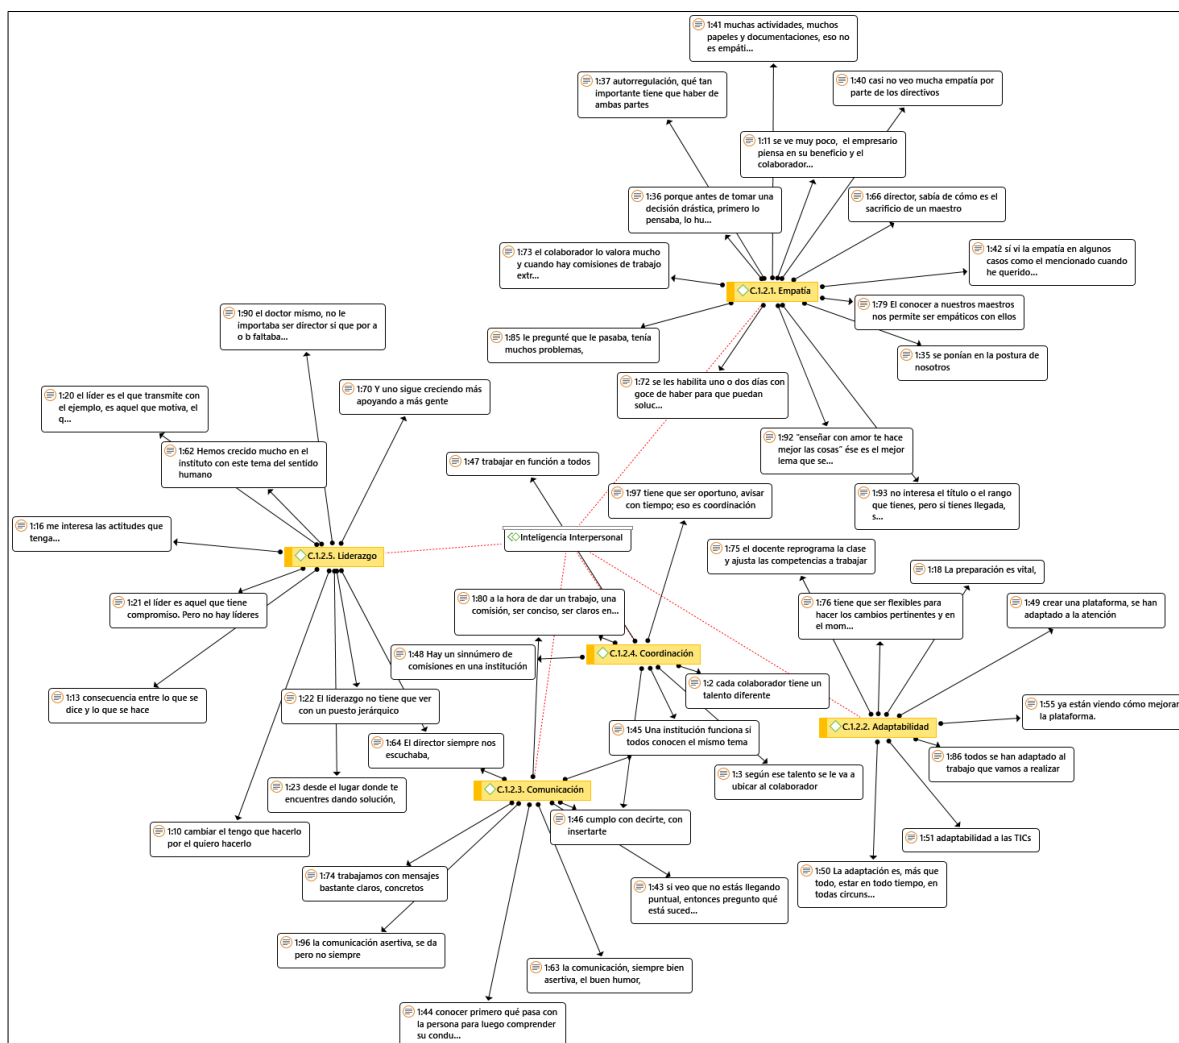 1:41 muchas actividades, muchos
papeles y documentaciones, eso no
es empáti...
1:37 autorregulación, qué tan
importante tiene que haber de
ambas partes
1:40 casi no veo mucha empatía por
parte de los directivos
1:11 se ve muy poco, el empresario
piensa en su beneficio y el
colaborador...
1:36 porque antes de tomar una
decisión drástica, primero lo
pensaba, lo hu...
1:66 director, sabía de cómo es el
sacrificio de un maestro
1:73 el colaborador lo valora mucho
y cuando hay comisiones de trabajo
extr...
1:42 sí vi la empatía en algunos
casos como el mencionado cuando
he querido...
C.1.2.1. Empatía
1:79 El conocer a nuestros maestros
nos permite ser empáticos con ellos
1:90 el doctor mismo, no le
importaba ser director si que por a
o b faltaba...
1:85 le pregunté que le pasaba, tenía
muchos problemas,
1:35 se ponían en la postura de
nosotros
1:70 Y uno sigue creciendo más
apoyando a más gente
1:72 se les habilita uno o dos días con
goce de haber para que puedan
soluc...
1:20 el líder es el que transmite con
el ejemplo, es aquel que motiva, el
q...
1:62 Hemos crecido mucho en el
instituto con este tema del sentido
humano
1:92 “enseñar con amor te hace
mejor las cosas” ése es el mejor
lema que se...
1:47 trabajar en función a todos
1:97 tiene que ser oportuno, avisar
con tiempo; eso es coordinación
1:93 no interesa el título o el rango
que tienes, pero si tienes llegada,
s...
1:16 me interesa las actitudes que
tenga...
Inteligencia Interpersonal
C.1.2.5. Liderazgo
1:75 el docente reprograma la clase
y ajusta las competencias a trabajar
1:18 La preparación es vital,
1:21 el líder es aquel que tiene
compromiso. Pero no hay líderes
1:80 a la hora de dar un trabajo, una
comisión, ser conciso, ser claros en...
1:76 tiene que ser flexibles para
hacer los cambios pertinentes y en
el mom...
1:49 crear una plataforma, se han
adaptado a la atención
1:48 Hay un sinnúmero de
comisiones en una institución
C.1.2.4. Coordinación
1:2 cada colaborador tiene un
talento diferente
1:13 consecuencia entre lo que se
dice y lo que se hace
1:22 El liderazgo no tiene que ver
con un puesto jerárquico
1:55 ya están viendo cómo mejorar
la plataforma.
C.1.2.2. Adaptabilidad
1:45 Una institución funciona si
todos conocen el mismo tema
1:64 El director siempre nos
escuchaba,
1:86 todos se han adaptado al
trabajo que vamos a realizar
1:3 según ese talento se le va a
ubicar al colaborador
1:23 desde el lugar donde te
encuentres dando solución,
C.1.2.3. Comunicación
1:10 cambiar el tengo que hacerlo
por el quiero hacerlo
1:46 cumplo con decirte, con
insertarte
1:51 adaptabilidad a las TICs
1:74 trabajamos con mensajes
bastante claros, concretos
1:43 si veo que no estás llegando
puntual, entonces pregunto qué
está suced...
1:50 La adaptación es, más que
todo, estar en todo tiempo, en
todas circuns...
1:96 la comunicación asertiva, se da
pero no siempre
1:63 la comunicación, siempre bien
asertiva, el buen humor,
1:44 conocer primero qué pasa con
la persona para luego comprender
su condu...